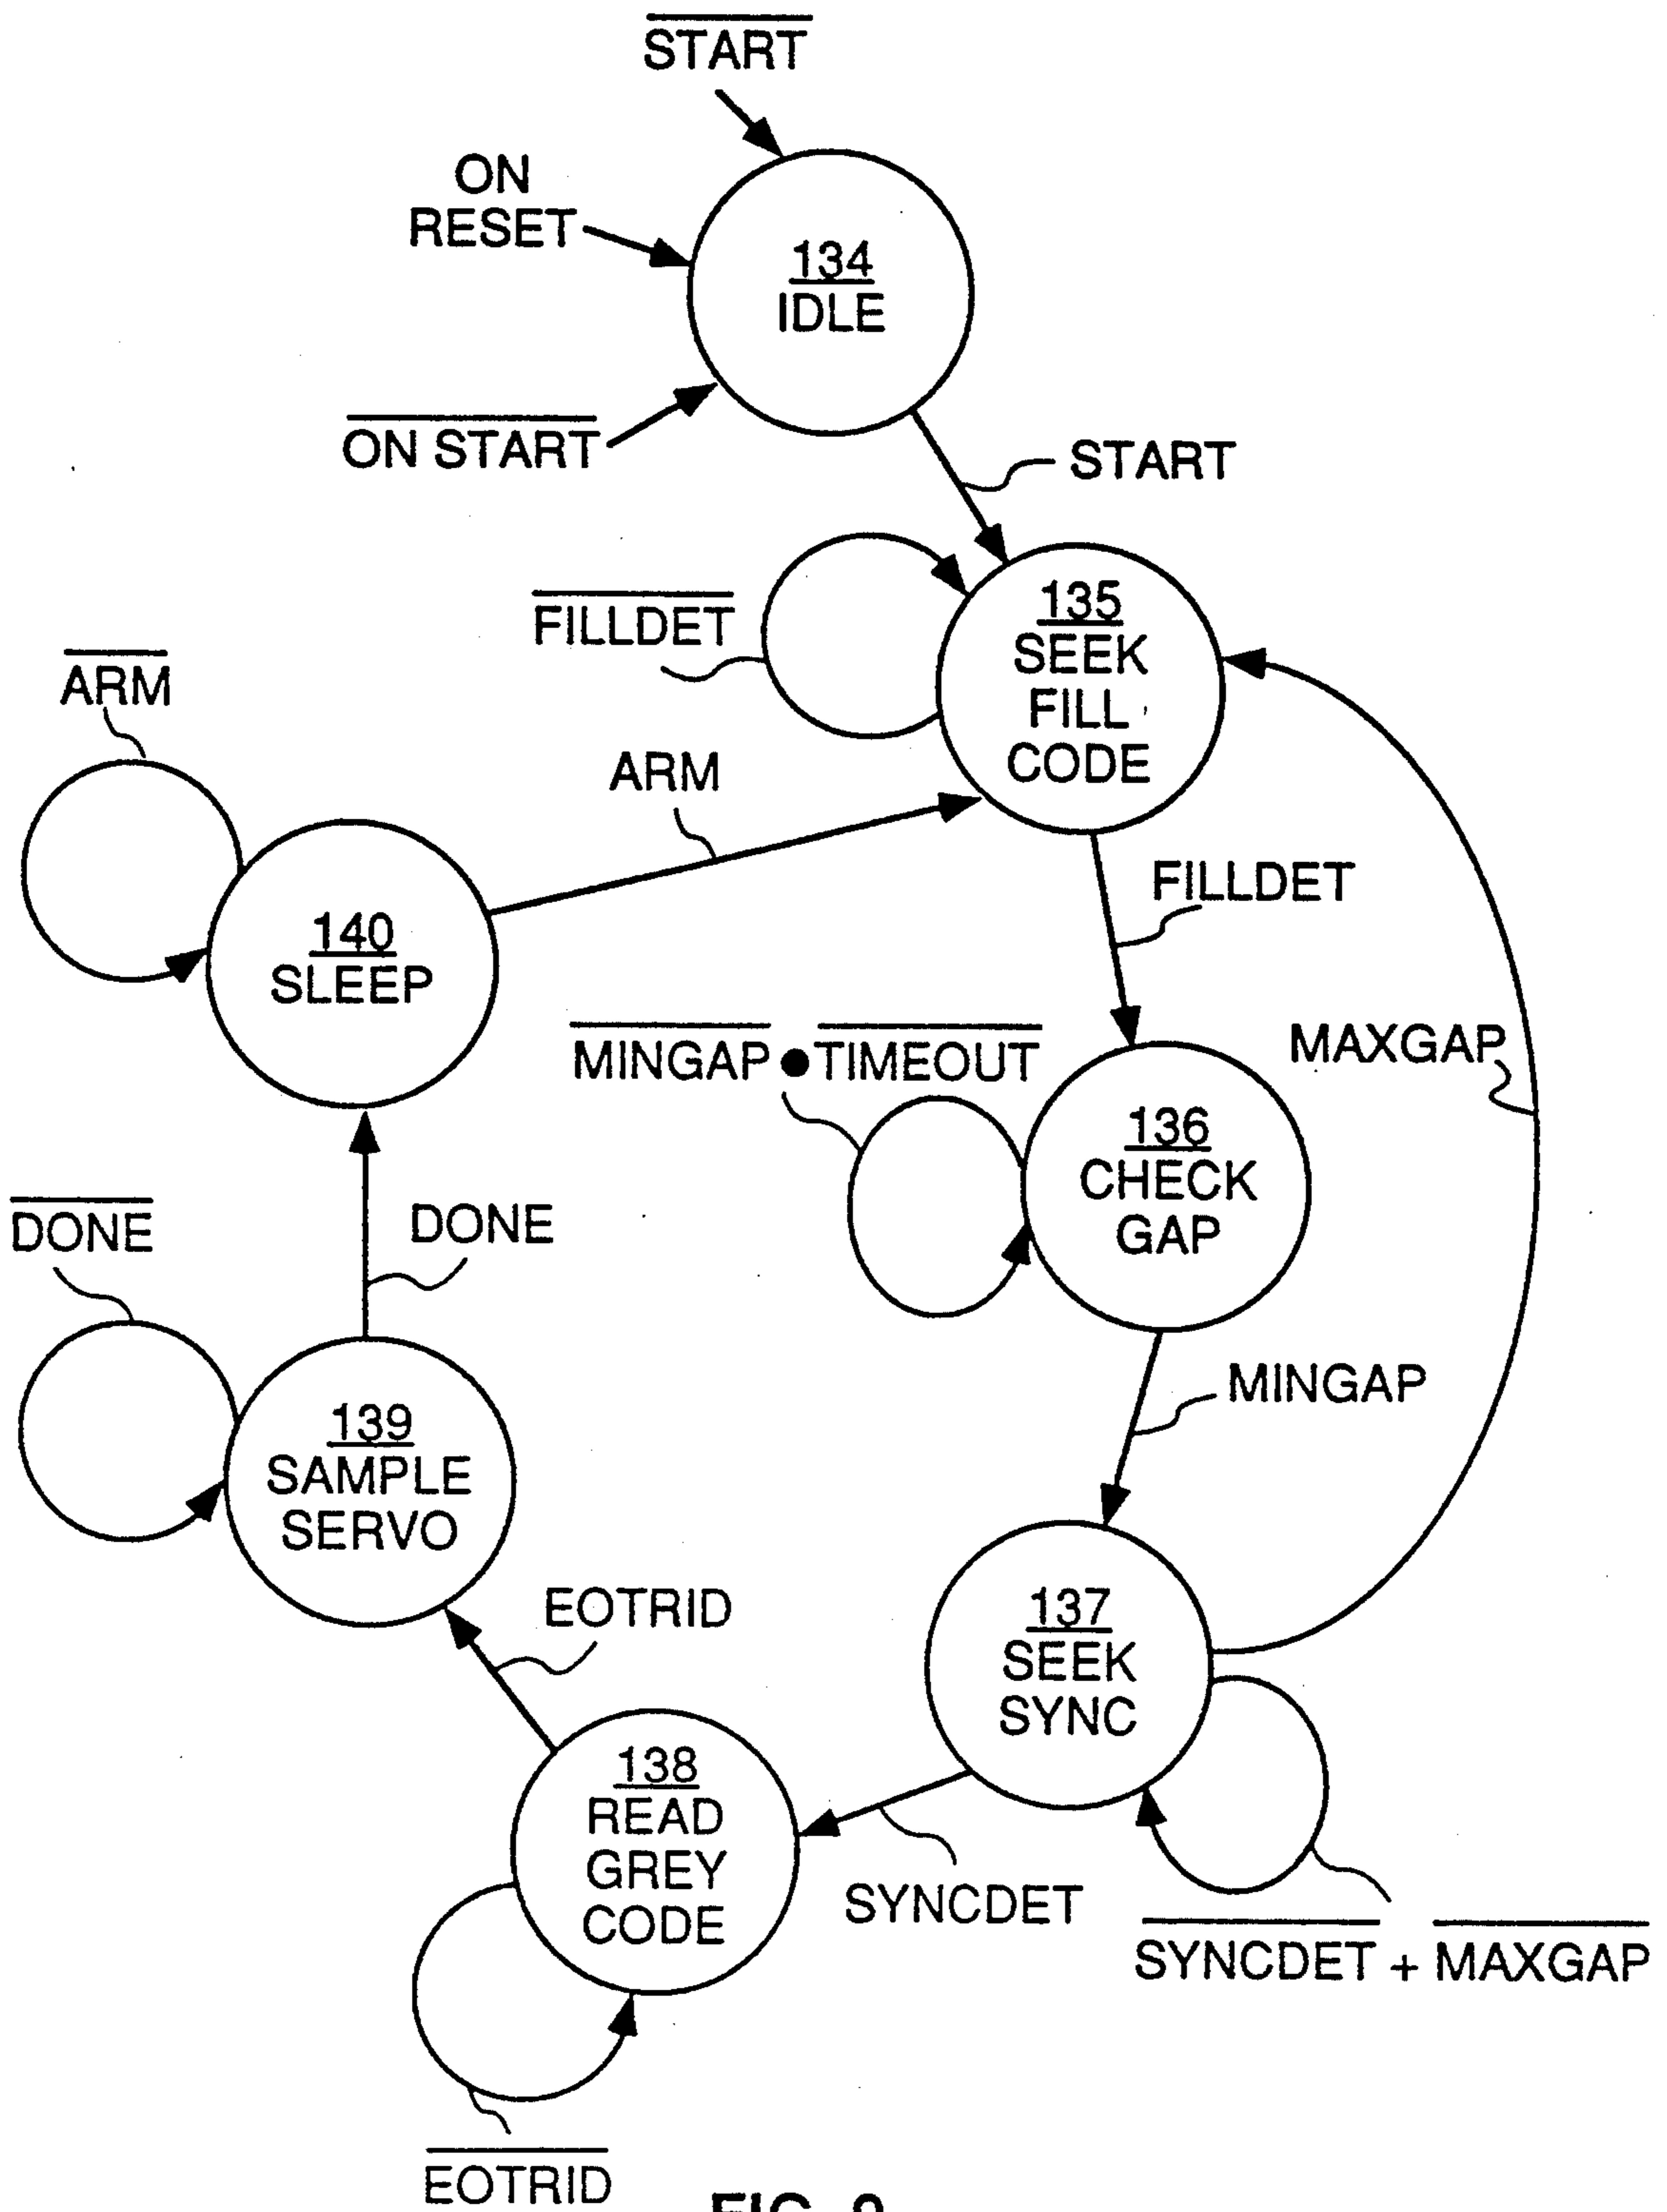 START
ON
RESET
134
IDLE
ON START
START
FILLDET
135
SEEK
FILL
CODE
ARM
ARM
FILLDET
140
SLEEP
MINGAP ● TIMEOUT
MAXGAP
136
CHECK
GAP
DONE
DONE
MINGAP
139
SAMPLE
SERVO
EOTRID
137
SEEK
SYNC
138
READ
GREY
CODE
SYNCDET
SYNCDET + MAXGAP
EOTRID
FIG.